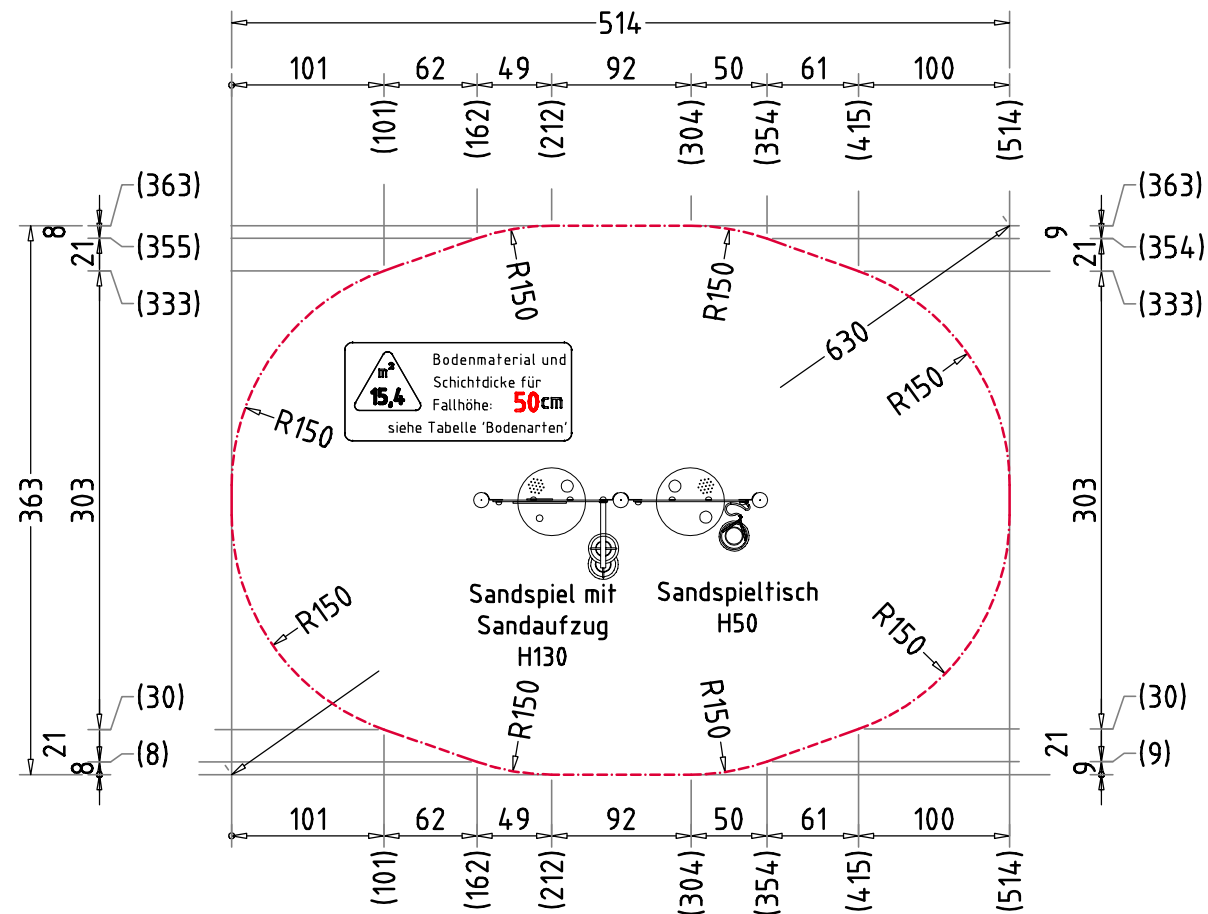 514
101 62 49 92 50 61 100
(101) (162) (212) (304) (354) (415) (514)
(363) (363)
8 9
(355) (354)
21 21
(333) (333)
R150 R150
630
Bodenmaterial und
m² Schichtdicke für
15,4 Fallhöhe: 50cm
siehe Tabelle 'Bodenarten'
R150
R150
363 303 303
Sandspiel mit
Sandaufzug
H130
Sandspieltisch
H50
R150 R150
R150 R150
(30) (30)
21 21
(8) (9)
8 9
101 62 49 92 50 61 100
(101) (162) (212) (304) (354) (415) (514)